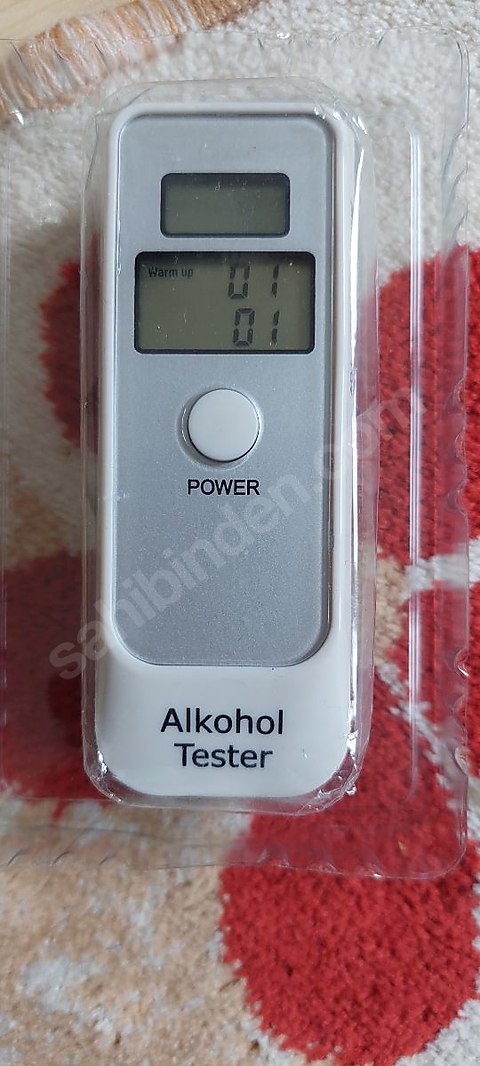 Warm up 01
01
POWER
sahibinden.com
Alkohol
Tester